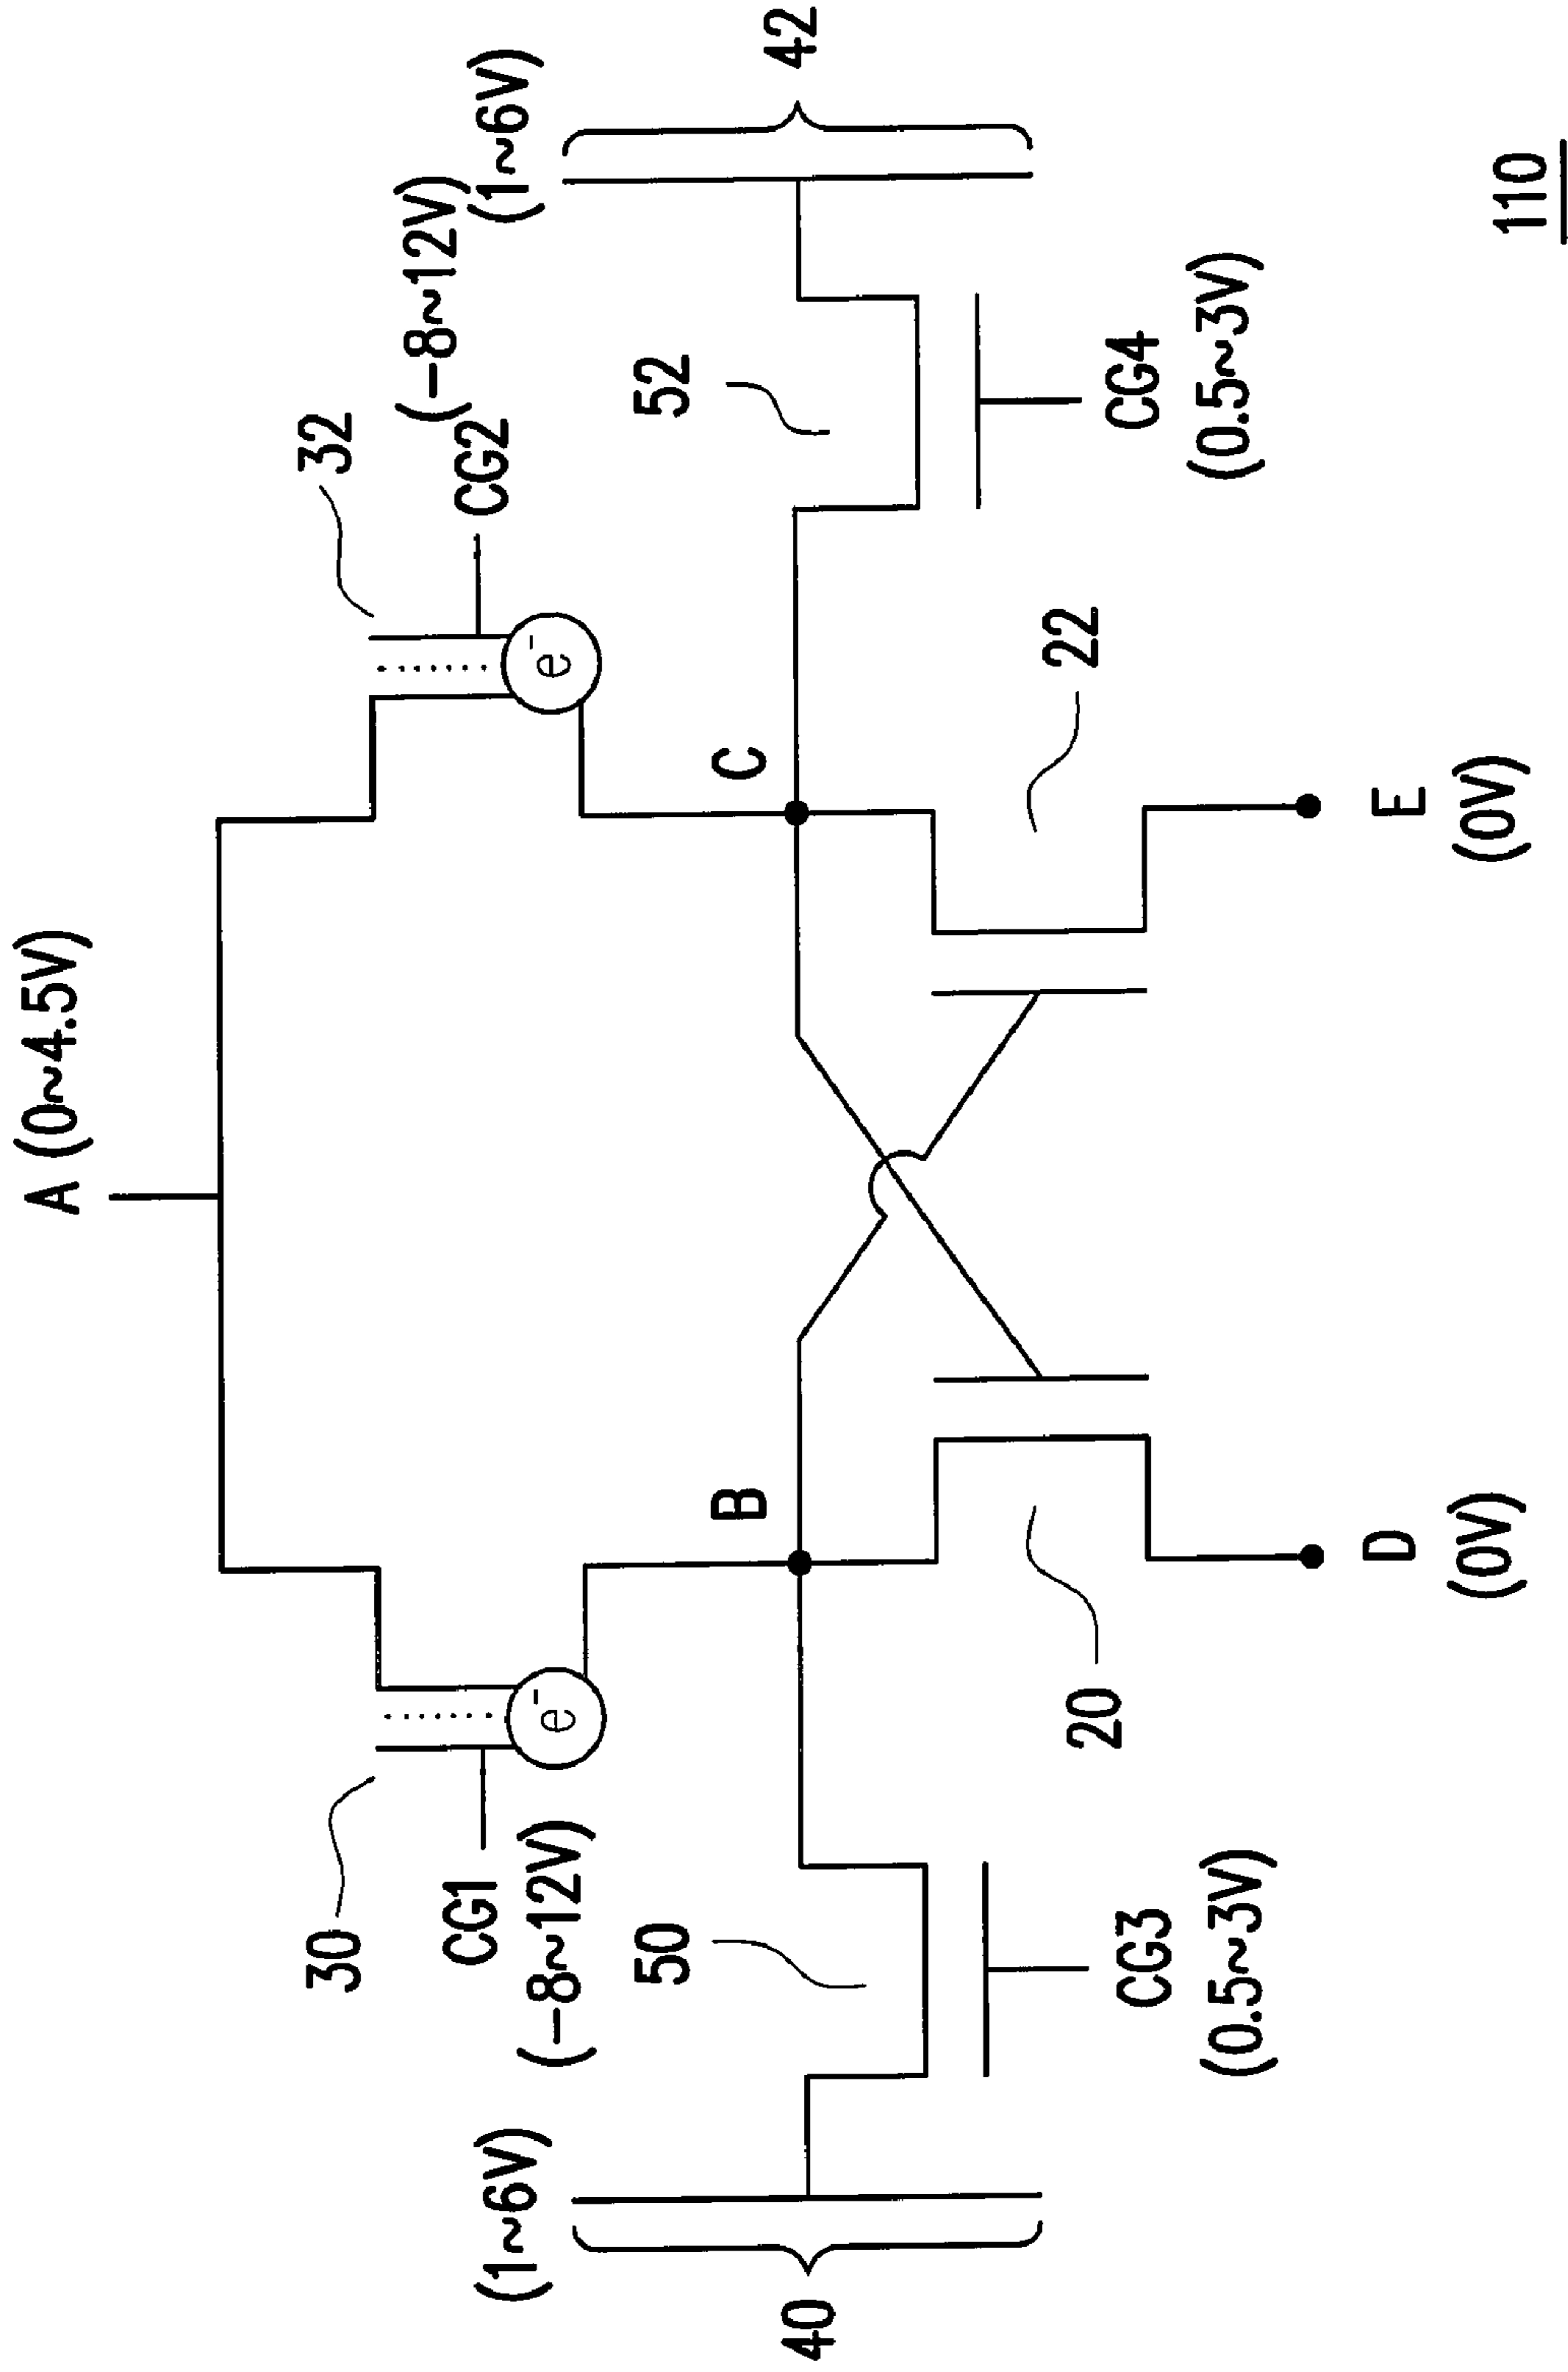 A (0~4.5V)
32
(-8~12V)
CG2
(1~6V)
30
CG1
(-8~12V)
e⁻
e⁻
(1~6V)
40
50
B
C
52
42
20
22
CG3
(0.5~3V)
CG4
(0.5~3V)
D
(0V)
E
(0V)
110